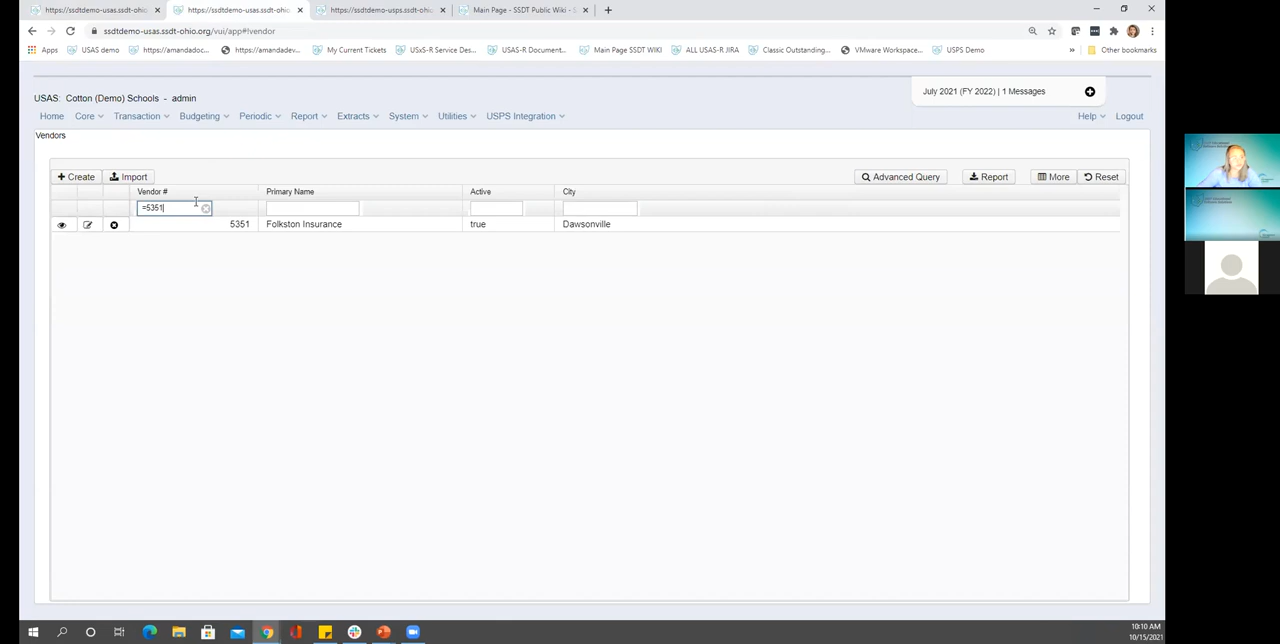 https://ssdtdemo-usas.ssdt-ohio. https://ssdtdemo-usas.ssdt-ohio. https://ssdtdemo-usps.ssdt-ohio. Main Page - SSDT Public Wiki - S
ssdtdemo-usas.ssdt-ohio.org/vui/app#!vendor
Apps USAS demo https://amandadoc... https://amandadev... My Current Tickets USxS-R Service Des... USAS-R Document... Main Page SSDT WIKI ALL USAS-R JIRA Classic Outstanding... VMware Workspace... USPS Demo » Other bookmarks
July 2021 (FY 2022) | 1 Messages
USAS: Cotton (Demo) Schools - admin
Home Core Transaction Budgeting Periodic Report Extracts System Utilities USPS Integration Help Logout
Vendors
Create Import Advanced Query Report More Reset
Vendor # Primary Name Active City
=5351
5351 Folkston Insurance true Dawsonville
10:10 AM
10/15/2021